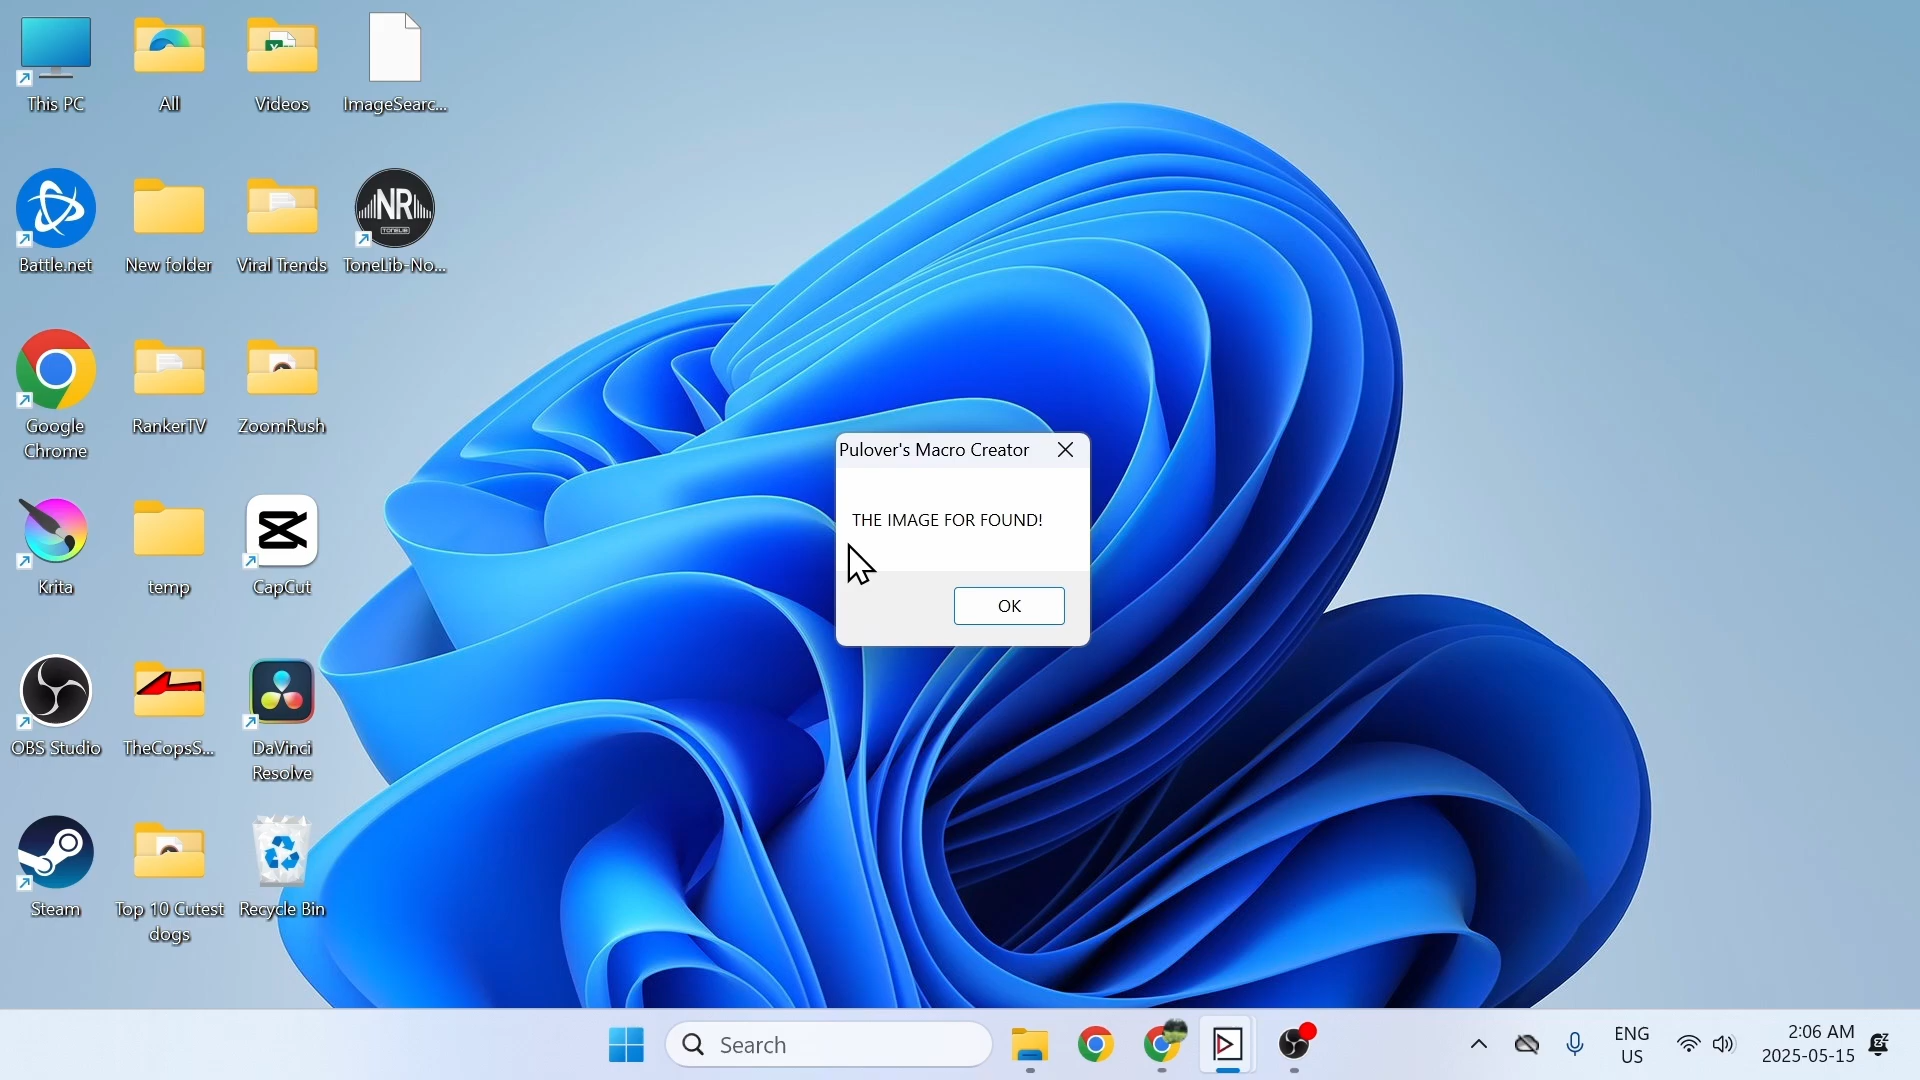 This PC
All
Videos
ImageSearc...
Battle.net
New folder
Viral Trends
NR
TONELIB
ToneLib-No...
Google
Chrome
RankerTV
ZoomRush
Krita
temp
CapCut
OBS Studio
TheCopsS...
DaVinci
Resolve
Steam
Top 10 Cutest
dogs
Recycle Bin
Pulover's Macro Creator
THE IMAGE FOR FOUND!
OK
Search
ENG
US
2:06 AM
2025-05-15